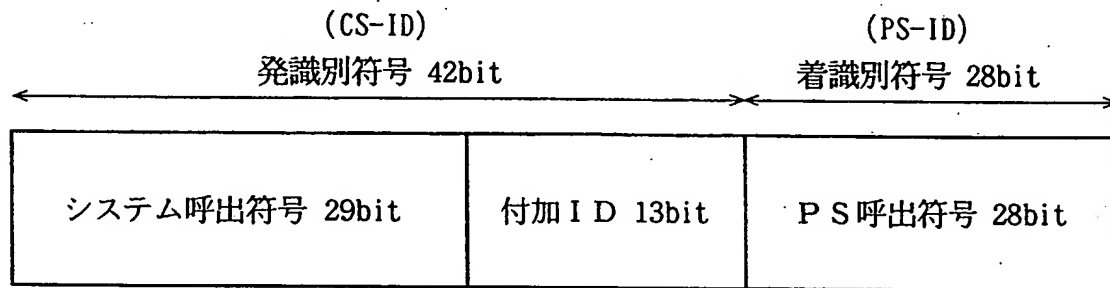 (CS-ID) (PS-ID)
発識別符号 42bit 着識別符号 28bit
システム呼出符号 29bit 付加ID 13bit PS呼出符号 28bit